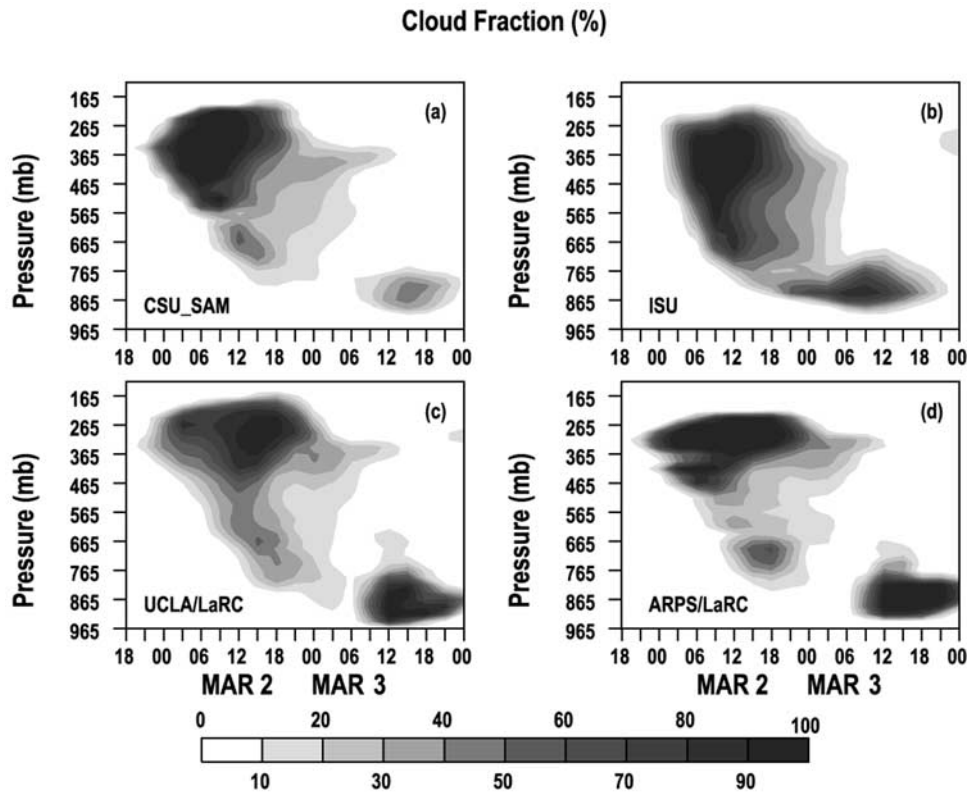 Cloud Fraction (%)
Pressure (mb)
165
265
365
465
565
665
765
865
965
(a)
CSU_SAM
18 00 06 12 18 00 06 12 18 00
Pressure (mb)
165
265
365
465
565
665
765
865
965
(b)
ISU
18 00 06 12 18 00 06 12 18 00
Pressure (mb)
165
265
365
465
565
665
765
865
965
(c)
UCLA/LaRC
18 00 06 12 18 00 06 12 18 00
MAR 2 MAR 3
Pressure (mb)
165
265
365
465
565
665
765
865
965
(d)
ARPS/LaRC
18 00 06 12 18 00 06 12 18 00
MAR 2 MAR 3
0 20 40 60 80 100
10 30 50 70 90